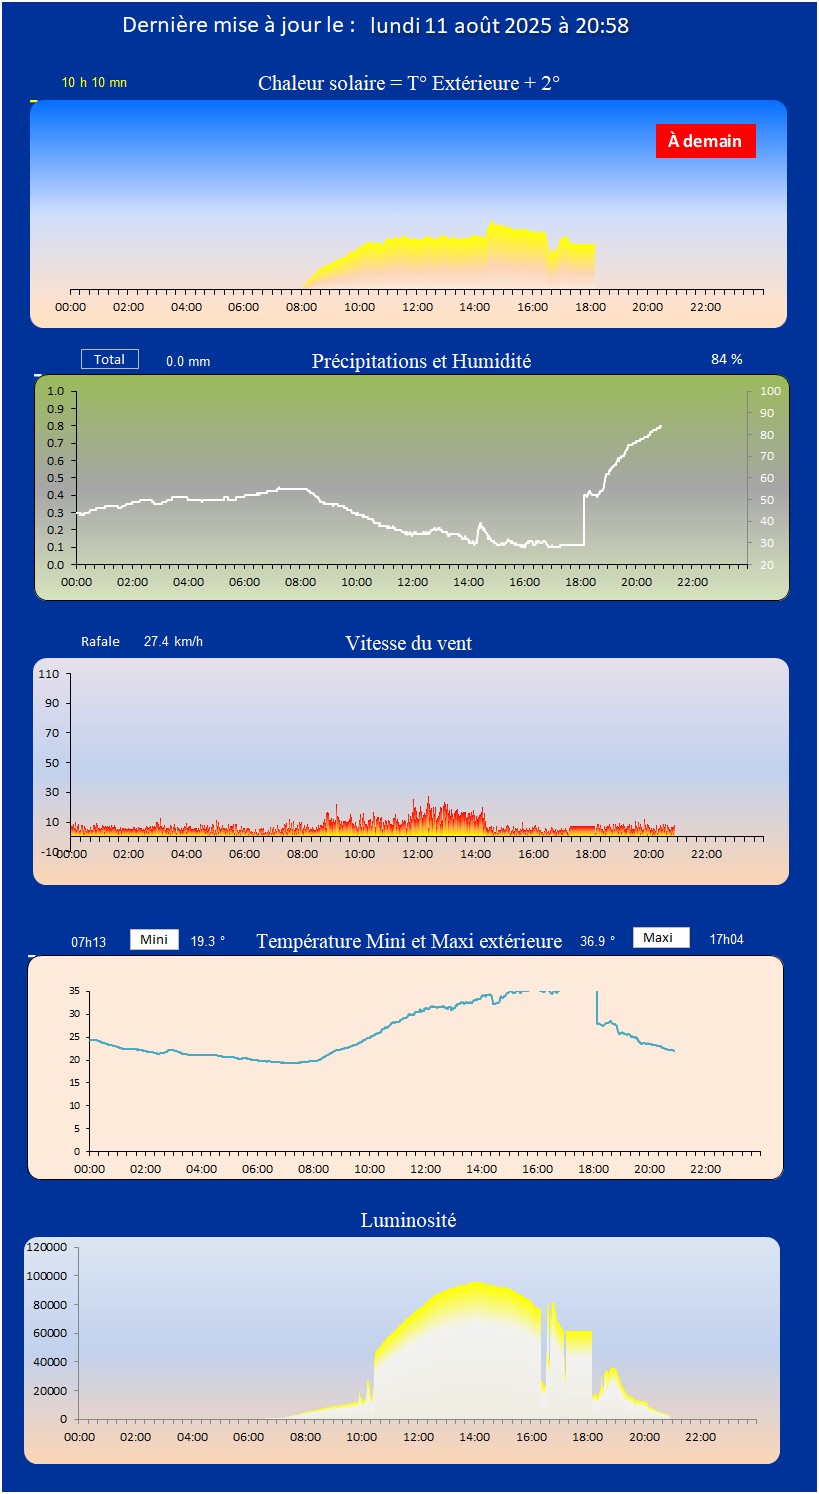 Dernière mise à jour le : lundi 11 août 2025 à 20:58
10 h 10 mn
Chaleur solaire = T° Extérieure + 2°
À demain
00:00 02:00 04:00 06:00 08:00 10:00 12:00 14:00 16:00 18:00 20:00 22:00
Total 0.0 mm Précipitations et Humidité 84 %
1.0 100
0.9 90
0.8 80
0.7 70
0.6 60
0.5 50
0.4 40
0.3 30
0.2 20
0.1
0.0
00:00 02:00 04:00 06:00 08:00 10:00 12:00 14:00 16:00 18:00 20:00 22:00
Rafale 27.4 km/h Vitesse du vent
110
90
70
50
30
10
-10
00:00 02:00 04:00 06:00 08:00 10:00 12:00 14:00 16:00 18:00 20:00 22:00
07h13 Mini 19.3 ° Température Mini et Maxi extérieure 36.9 ° Maxi 17h04
35
30
25
20
15
10
5
0
00:00 02:00 04:00 06:00 08:00 10:00 12:00 14:00 16:00 18:00 20:00 22:00
Luminosité
120000
100000
80000
60000
40000
20000
0
00:00 02:00 04:00 06:00 08:00 10:00 12:00 14:00 16:00 18:00 20:00 22:00